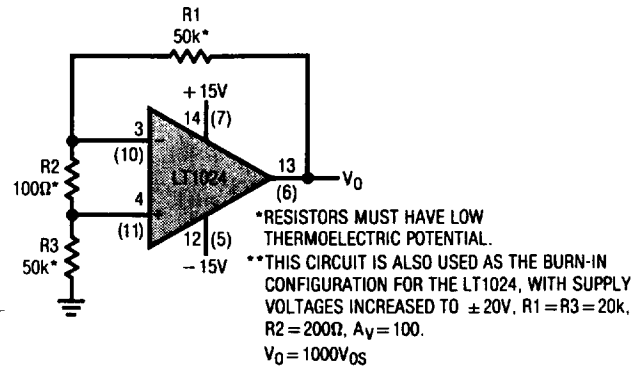 R1
50k*
+15V
14 (7)
3
(10)
−
R2
100Ω*
LT1024
13
(6)
V₀
4
(11)
+
R3
50k*
12 (5)
−15V
*RESISTORS MUST HAVE LOW
THERMOELECTRIC POTENTIAL.
**THIS CIRCUIT IS ALSO USED AS THE BURN-IN
CONFIGURATION FOR THE LT1024, WITH SUPPLY
VOLTAGES INCREASED TO ±20V, R1=R3=20k,
R2=200Ω, Aᵥ=100.
V₀=1000V_OS